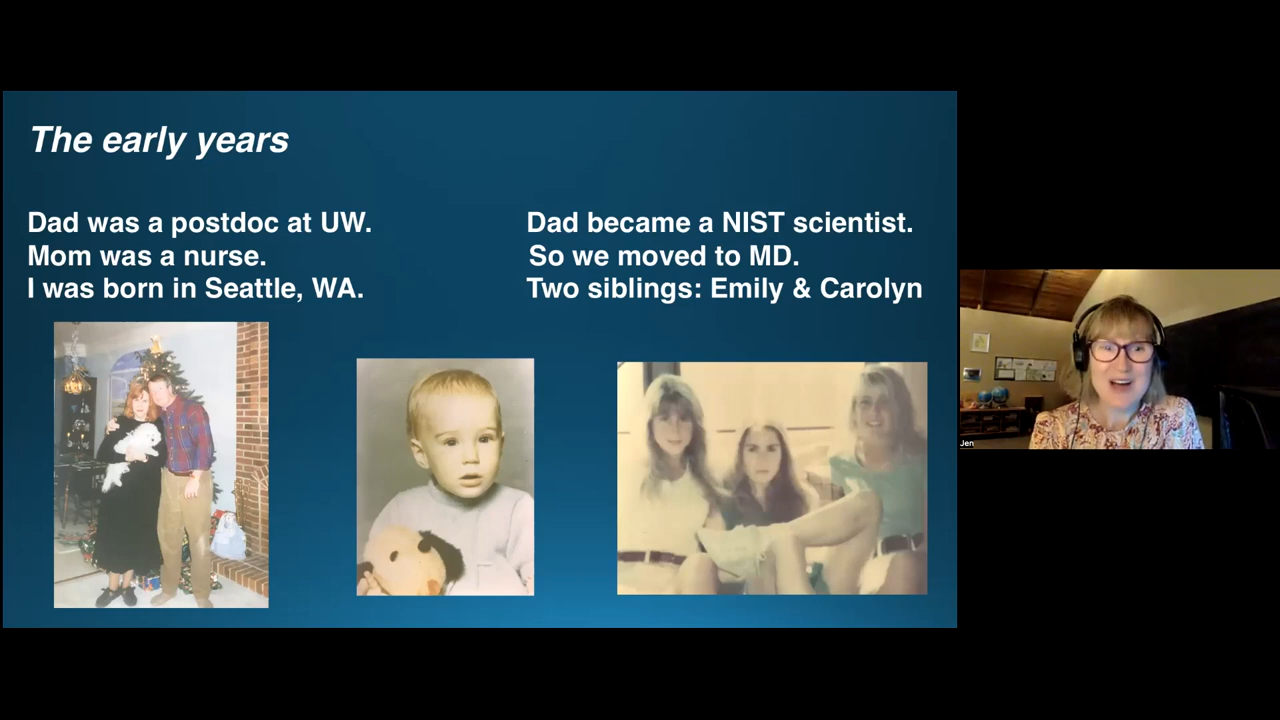 The early years
Dad was a postdoc at UW.
Mom was a nurse.
I was born in Seattle, WA.
Dad became a NIST scientist.
So we moved to MD.
Two siblings: Emily & Carolyn
Jen